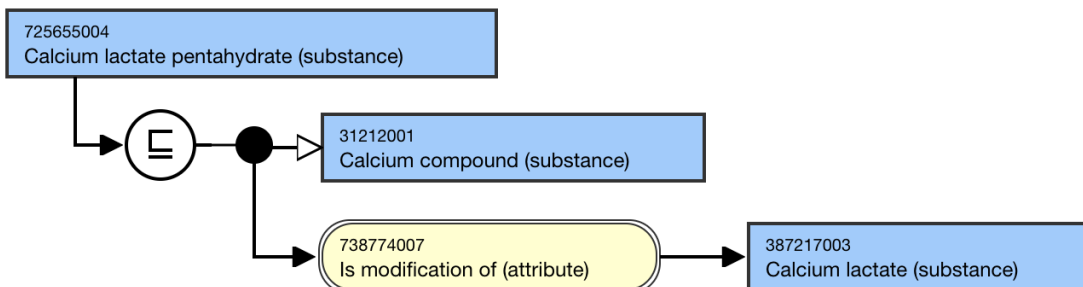 725655004
Calcium lactate pentahydrate (substance)
⊑
31212001
Calcium compound (substance)
738774007
Is modification of (attribute)
387217003
Calcium lactate (substance)